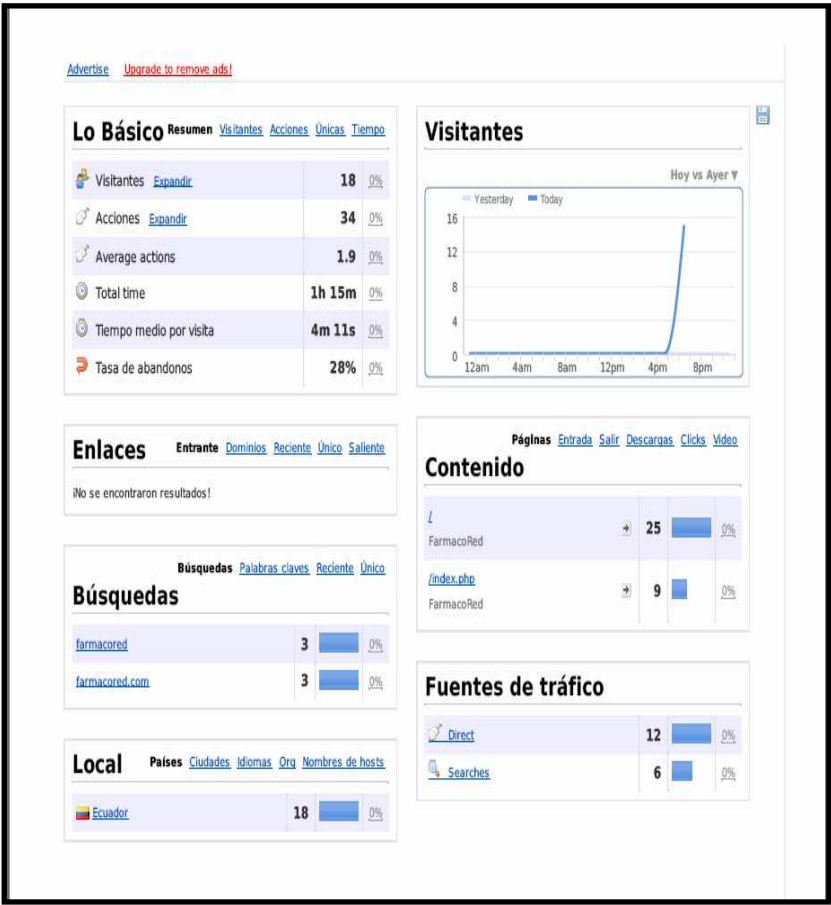 Advertise Upgrade to remove ads!
Lo Básico Resumen Visitantes Acciones Únicas Tiempo
Visitantes Expandir 18 0%
Acciones Expandir 34 0%
Average actions 1.9 0%
Total time 1h 15m 0%
Tiempo medio por visita 4m 11s 0%
Tasa de abandonos 28% 0%
Enlaces Entrante Dominios Reciente Único Saliente
¡No se encontraron resultados!
Búsquedas Palabras claves Reciente Único
Búsquedas
farmacored 3 0%
farmacored.com 3 0%
Local Países Ciudades Idiomas Org Nombres de hosts
Ecuador 18 0%
Visitantes
Hoy vs Ayer ▼
Yesterday Today
16
12
8
4
0
12am 4am 8am 12pm 4pm 8pm
Páginas Entrada Salir Descargas Clicks Video
Contenido
/ 25 0%
FarmacoRed
/index.php 9 0%
FarmacoRed
Fuentes de tráfico
Direct 12 0%
Searches 6 0%